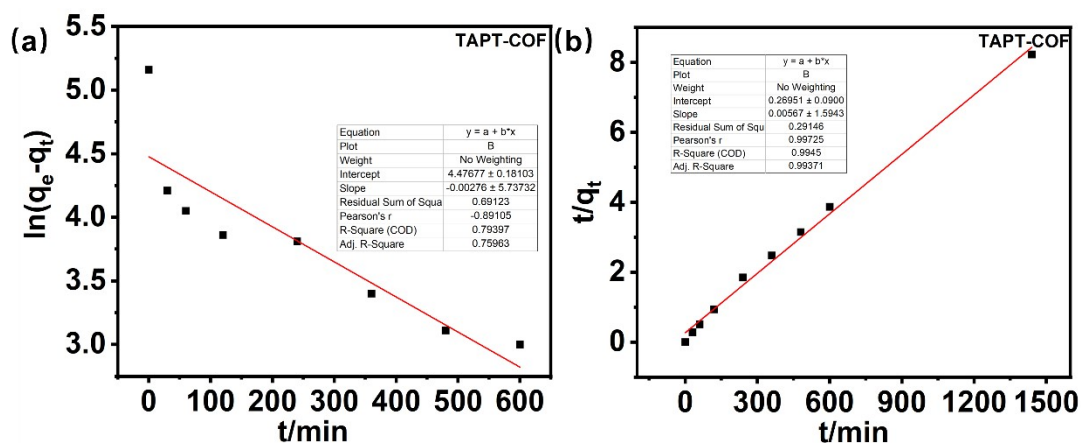 (a)
TAPT-COF
5.5
5.0
4.5
4.0
3.5
3.0
ln(qe-qt)
Equation y = a + b*x
Plot B
Weight No Weighting
Intercept 4.47677 ± 0.18103
Slope -0.00276 ± 5.73732
Residual Sum of Squa 0.69123
Pearson's r -0.89105
R-Square (COD) 0.79397
Adj. R-Square 0.75963
0 100 200 300 400 500 600
t/min
(b)
TAPT-COF
8
6
4
2
0
t/qt
Equation y = a + b*x
Plot B
Weight No Weighting
Intercept 0.26951 ± 0.0900
Slope 0.00567 ± 1.5943
Residual Sum of Squ 0.29146
Pearson's r 0.99725
R-Square (COD) 0.9945
Adj. R-Square 0.99371
0 300 600 900 1200 1500
t/min